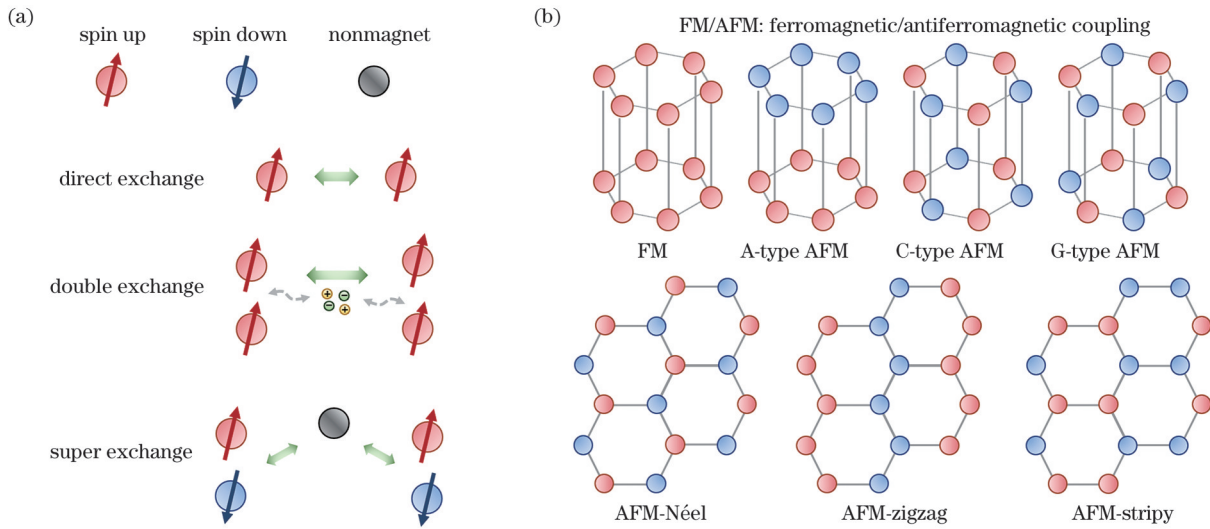 (a)
spin up
spin down
nonmagnet
direct exchange
double exchange
+
−
−
+
super exchange
(b)
FM/AFM: ferromagnetic/antiferromagnetic coupling
FM
A-type AFM
C-type AFM
G-type AFM
AFM-Néel
AFM-zigzag
AFM-stripy